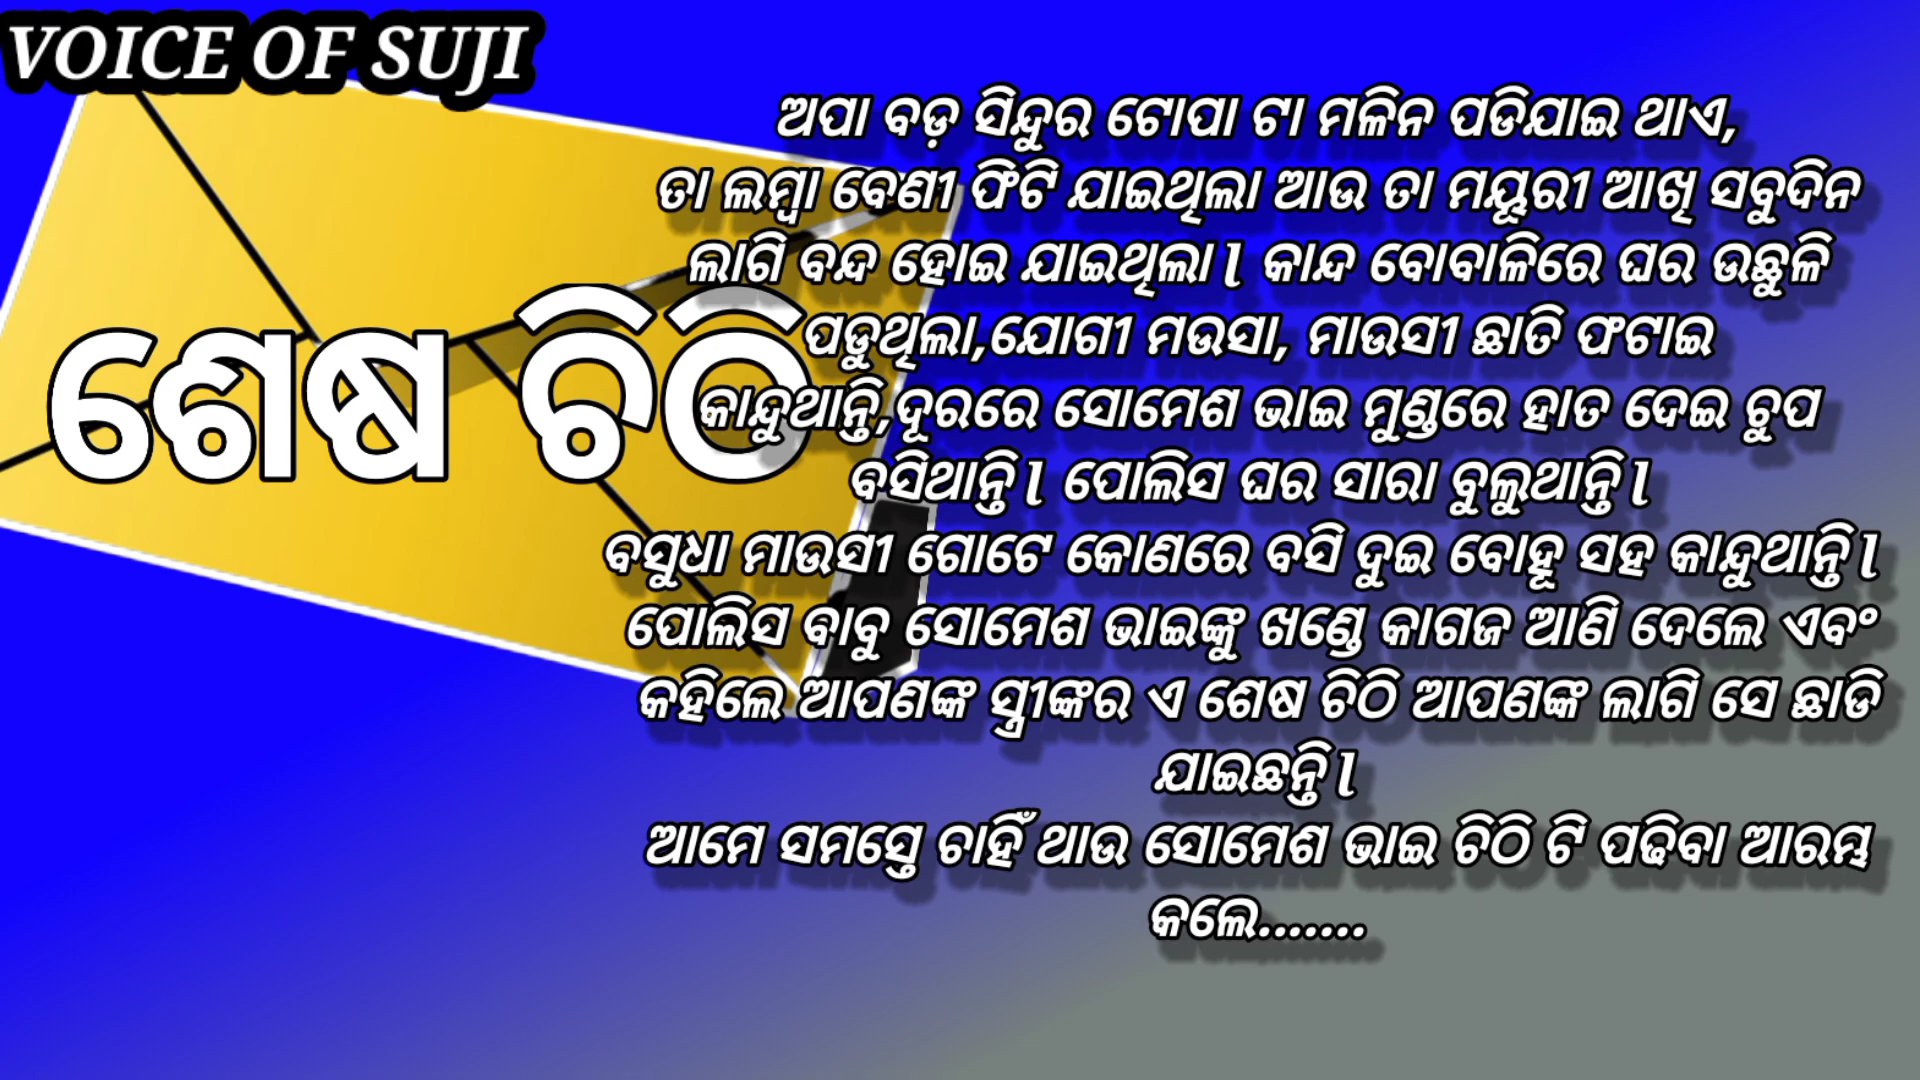 VOICE OF SUJI
ଶେଷ ଚିଠି
ଅପା ବଡ଼ ସିନ୍ଦୁର ଟୋପା ଟା ମଳିନ ପଡିଯାଇ ଥାଏ,
ତା ଲମ୍ବା ବେଣୀ ଫିଟି ଯାଇଥିଲା ଆଉ ତା ମୟୂରୀ ଆଖି ସବୁଦିନ
ଲାଗି ବନ୍ଦ ହୋଇ ଯାଇଥିଲା l କାନ୍ଦ ବୋବାଳିରେ ଘର ଉଛୁଳି
ପଡୁଥିଲା,ଯୋଗୀ ମଉସା, ମାଉସୀ ଛାତି ଫଟାଇ
କାନ୍ଦୁଥାନ୍ତି,ଦୂରରେ ସୋମେଶ ଭାଇ ମୁଣ୍ଡରେ ହାତ ଦେଇ ଚୁପ
ବସିଥାନ୍ତି l ପୋଲିସ ଘର ସାରା ବୁଲୁଥାନ୍ତି l
ବସୁଧା ମାଉସୀ ଗୋଟେ କୋଣରେ ବସି ଦୁଇ ବୋହୂ ସହ କାନ୍ଦୁଥାନ୍ତି l
ପୋଲିସ ବାବୁ ସୋମେଶ ଭାଇଙ୍କୁ ଖଣ୍ଡେ କାଗଜ ଆଣି ଦେଲେ ଏବଂ
କହିଲେ ଆପଣଙ୍କ ସ୍ତ୍ରୀଙ୍କର ଏ ଶେଷ ଚିଠି ଆପଣଙ୍କ ଲାଗି ସେ ଛାଡି
ଯାଇଛନ୍ତି l
ଆମେ ସମସ୍ତେ ଚାହିଁ ଥାଉ ସୋମେଶ ଭାଇ ଚିଠି ଟି ପଢିବା ଆରମ୍ଭ
କଲେ.......